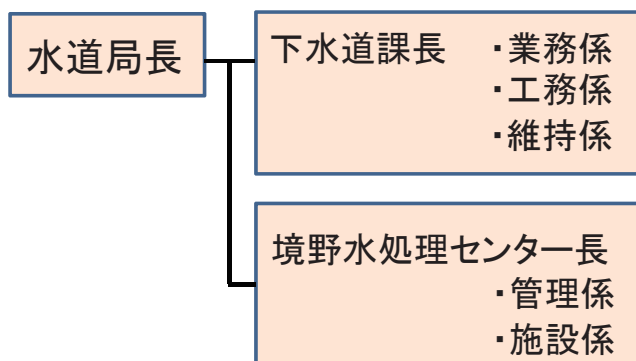 水道局長
下水道課長 ・業務係
・工務係
・維持係
境野水処理センター長
・管理係
・施設係